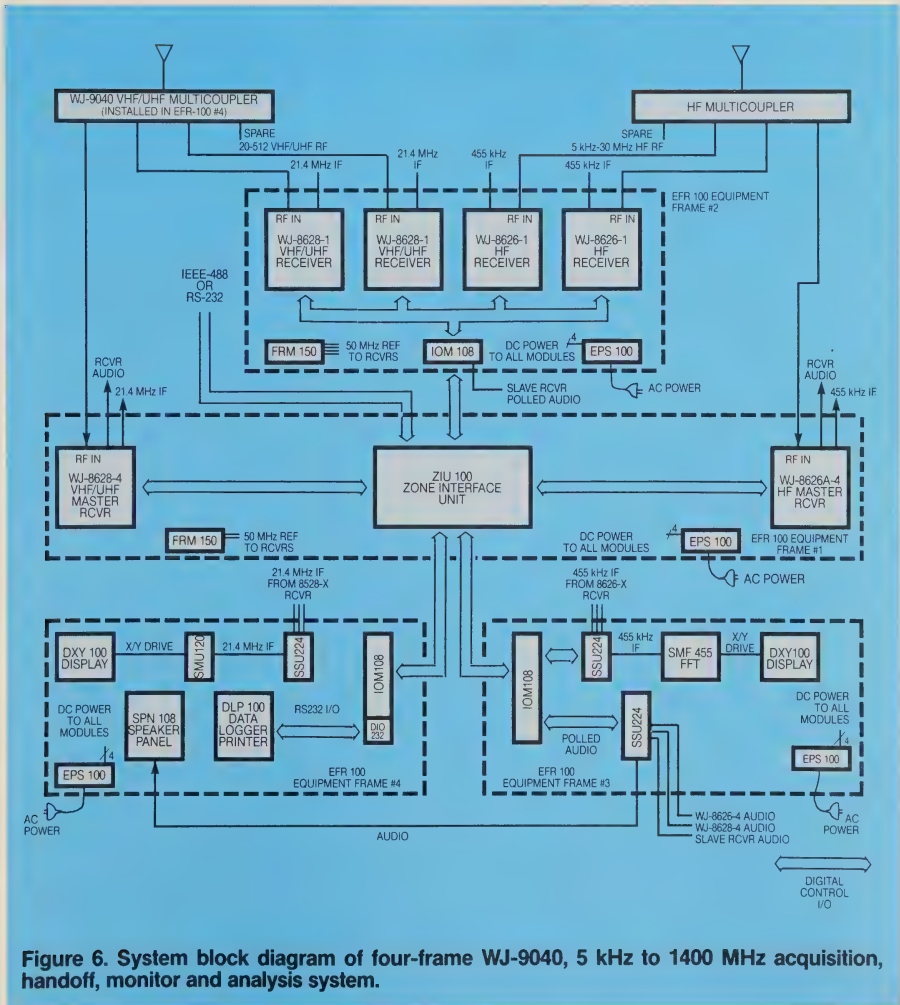 WJ-9040 VHF/UHF MULTICOUPLER
(INSTALLED IN EFR-100 #4)
HF MULTICOUPLER
SPARE
20-512 VHF/UHF RF
21.4 MHz IF
21.4 MHz
IF
455 kHz
IF
SPARE
5 kHz-30 MHz HF RF
455 kHz IF
EFR 100 EQUIPMENT
FRAME #2
RF IN
WJ-8628-1
VHF/UHF
RECEIVER
RF IN
WJ-8628-1
VHF/UHF
RECEIVER
RF IN
WJ-8626-1
HF
RECEIVER
RF IN
WJ-8626-1
HF
RECEIVER
IEEE-488
OR
RS-232
FRM 150
50 MHz REF
TO RCVRS
IOM 108
DC POWER
TO ALL MODULES
4
EPS 100
SLAVE RCVR
POLLED AUDIO
AC POWER
RCVR
AUDIO
21.4 MHz IF
RCVR
AUDIO
455 kHz IF
RF IN
WJ-8628-4
VHF/UHF
MASTER
RCVR
ZIU 100
ZONE INTERFACE
UNIT
RF IN
WJ-8626A-4
HF MASTER
RCVR
FRM 150
50 MHz REF
TO RCVRS
DC POWER
TO ALL MODULES
4
EPS 100
EFR 100 EQUIPMENT
FRAME #1
AC POWER
21.4 MHz IF
FROM 8528-X
RCVR
455 kHz IF
FROM 8626-X
RCVR
DXY 100
DISPLAY
X/Y DRIVE
SMU120
21.4 MHz IF
SSU224
IOM108
DIO
232
DC POWER
TO ALL
MODULES
4
EPS 100
SPN 108
SPEAKER
PANEL
DLP 100
DATA
LOGGER
PRINTER
RS232 I/O
EFR 100
EQUIPMENT FRAME #4
AC
POWER
IOM108
SSU224
455 kHz
IF
SMF 455
FFT
X/Y
DRIVE
DXY100
DISPLAY
POLLED
AUDIO
SSU224
DC POWER
TO ALL
MODULES
4
EPS 100
EFR 100
EQUIPMENT FRAME #3
AC
POWER
AUDIO
WJ-8626-4 AUDIO
WJ-8628-4 AUDIO
SLAVE RCVR AUDIO
DIGITAL
CONTROL
I/O
Figure 6. System block diagram of four-frame WJ-9040, 5 kHz to 1400 MHz acquisition,
handoff, monitor and analysis system.